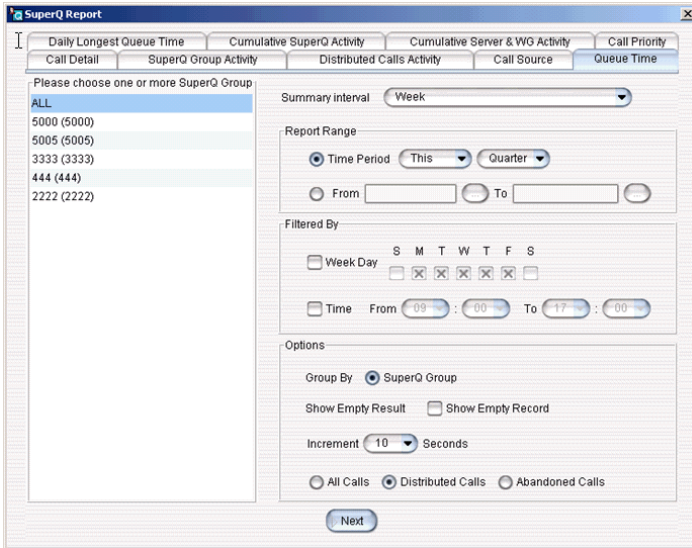 SuperQ Report
Daily Longest Queue Time Cumulative SuperQ Activity Cumulative Server & WG Activity Call Priority
Call Detail SuperQ Group Activity Distributed Calls Activity Call Source Queue Time
Please choose one or more SuperQ Group
ALL
5000 (5000)
5005 (5005)
3333 (3333)
444 (444)
2222 (2222)
Summary interval Week
Report Range
Time Period This Quarter
From ... To ...
Filtered By
S M T W T F S
Week Day
Time From 09 : 00 To 17 : 00
Options
Group By SuperQ Group
Show Empty Result Show Empty Record
Increment 10 Seconds
All Calls Distributed Calls Abandoned Calls
Next